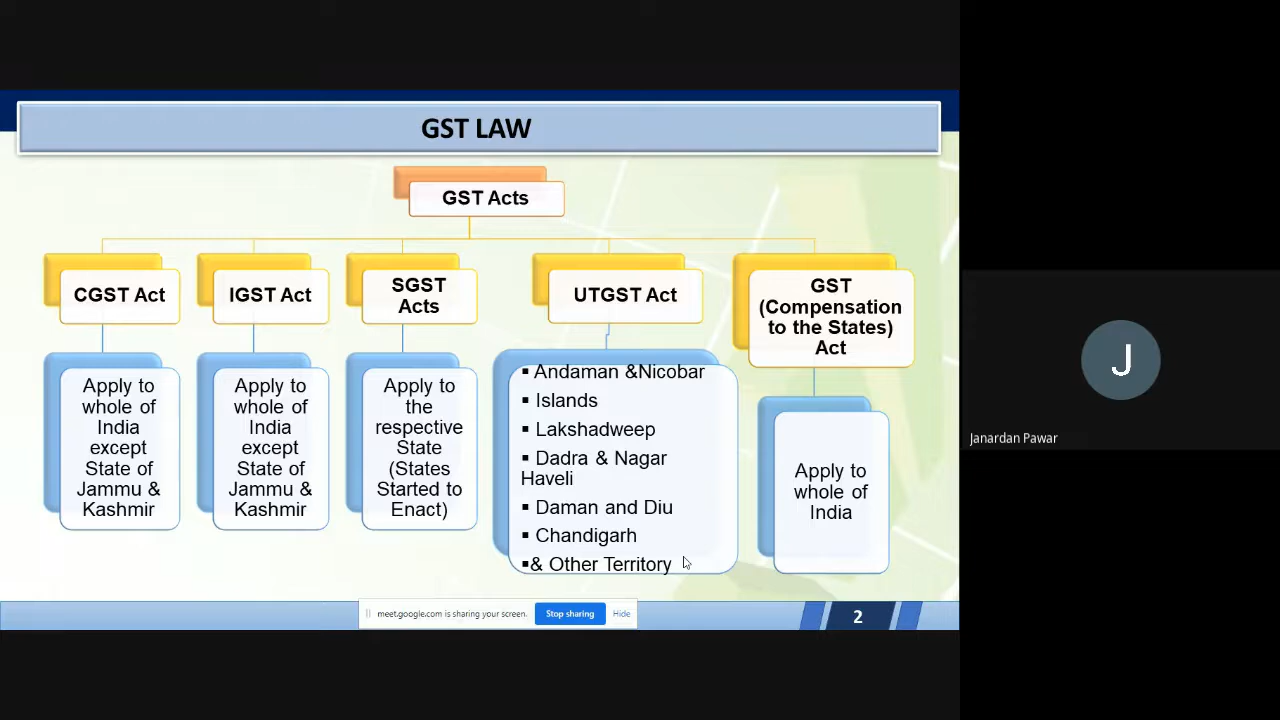 GST LAW
GST Acts
CGST Act
IGST Act
SGST
Acts
UTGST Act
GST
(Compensation
to the States)
Act
Apply to
whole of
India
except
State of
Jammu &
Kashmir
Apply to
whole of
India
except
State of
Jammu &
Kashmir
Apply to
the
respective
State
(States
Started to
Enact)
▪ Andaman &Nicobar
▪ Islands
▪ Lakshadweep
▪ Dadra & Nagar
Haveli
▪ Daman and Diu
▪ Chandigarh
▪& Other Territory
Apply to
whole of
India
meet.google.com is sharing your screen.
Stop sharing
Hide
2
J
Janardan Pawar